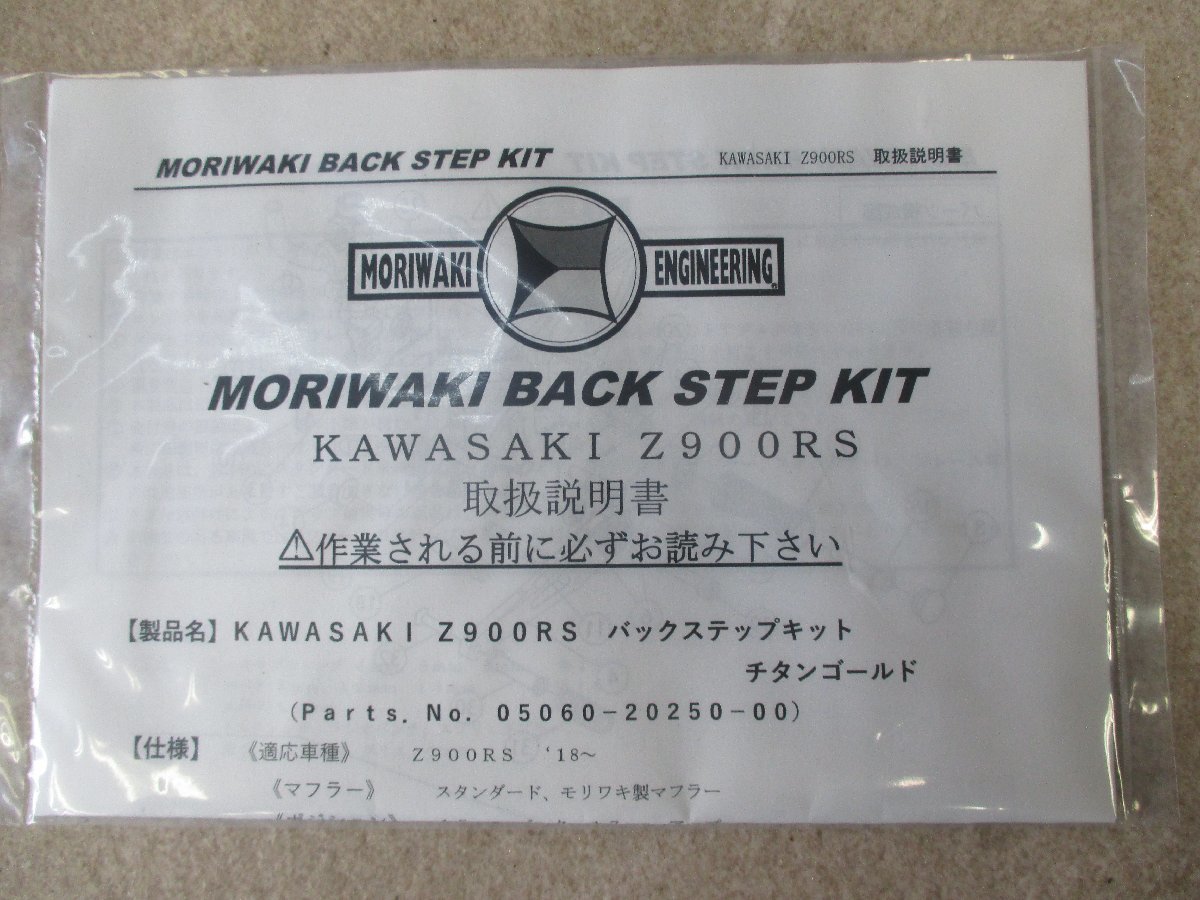 MORIWAKI BACK STEP KIT KAWASAKI Z900RS 取扱説明書
MORIWAKI ENGINEERING
MORIWAKI BACK STEP KIT
KAWASAKI Z900RS
取扱説明書
⚠作業される前に必ずお読み下さい
【製品名】KAWASAKI Z900RS バックステップキット
チタンゴールド
(Parts. No. 05060-20250-00)
【仕様】 《適応車種》 Z900RS '18~
《マフラー》 スタンダード、モリワキ製マフラー